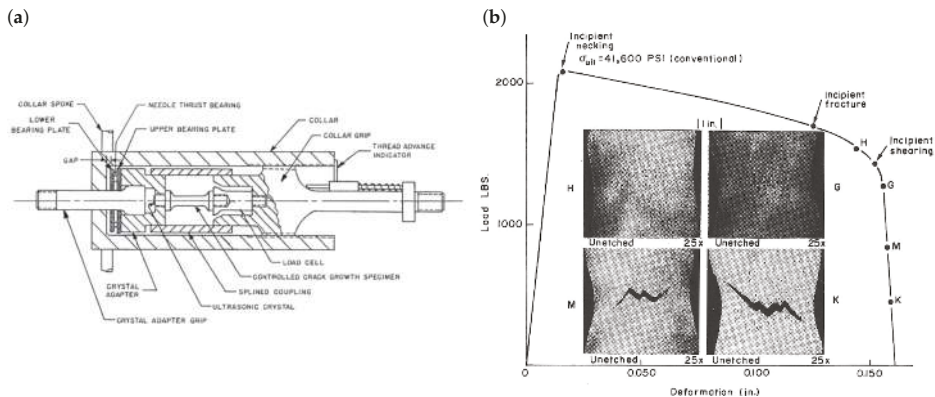 (a)
COLLAR SPOKE
LOWER
BEARING PLATE
GAP
NEEDLE THRUST BEARING
UPPER BEARING PLATE
COLLAR
COLLAR GRIP
THREAD ADVANCE
INDICATOR
LOAD CELL
CONTROLLED CRACK GROWTH SPECIMEN
SPLINED COUPLING
ULTRASONIC CRYSTAL
CRYSTAL
ADAPTER
CRYSTAL ADAPTER GRIP
(b)
Load LBS.
2000
1000
0
Incipient
necking
σult = 41,600 PSI (conventional)
Incipient
fracture
H
Incipient
shearing
G
M
K
.1 in.
H
G
Unetched 25x
Unetched 25x
M
K
Unetched 25x
Unetched 25x
0.050
0.100
0.150
Deformation (in.)